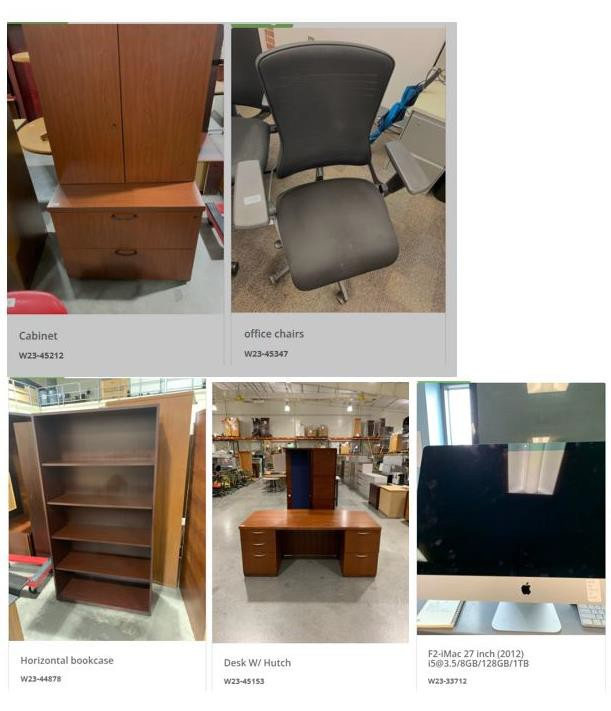 Cabinet
W23-45212
office chairs
W23-45347
Horizontal bookcase
W23-44878
Desk W/ Hutch
W23-45153
F2-iMac 27 inch (2012)
i5@3.5/8GB/128GB/1TB
W23-33712